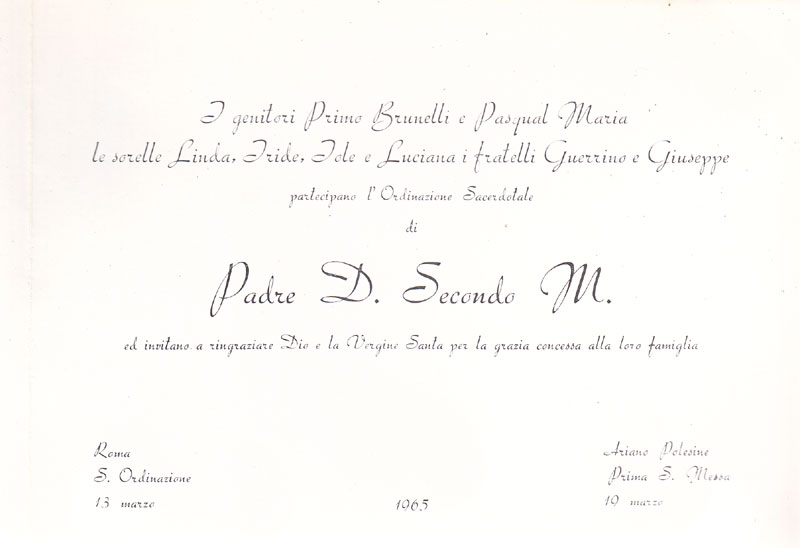 I genitori Primo Brunelli e Pasqual Maria
le sorelle Linda, Iride, Iole e Luciana i fratelli Guerrino e Giuseppe
partecipano l'Ordinazione Sacerdotale
di
Padre D. Secondo M.
ed invitano a ringraziare Dio e la Vergine Santa per la grazia concessa alla loro famiglia
Roma
S. Ordinazione
13 marzo
1965
Ariano Polesine
Prima S. Messa
19 marzo